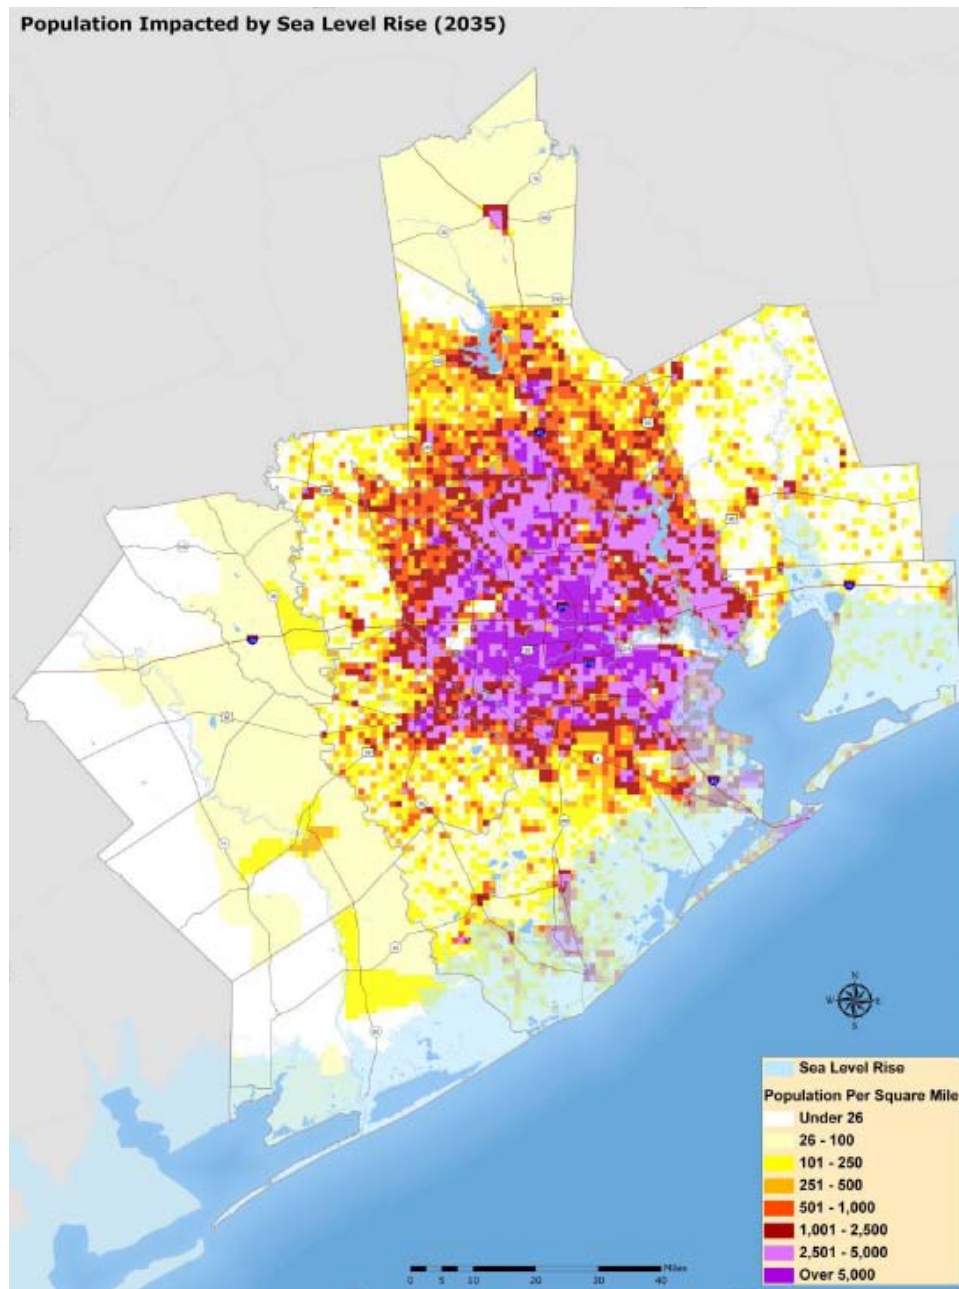 Population Impacted by Sea Level Rise (2035)
N
W
E
S
Sea Level Rise
Population Per Square Mile
Under 26
26 - 100
101 - 250
251 - 500
501 - 1,000
1,001 - 2,500
2,501 - 5,000
Over 5,000
Miles
0 5 10 20 30 40